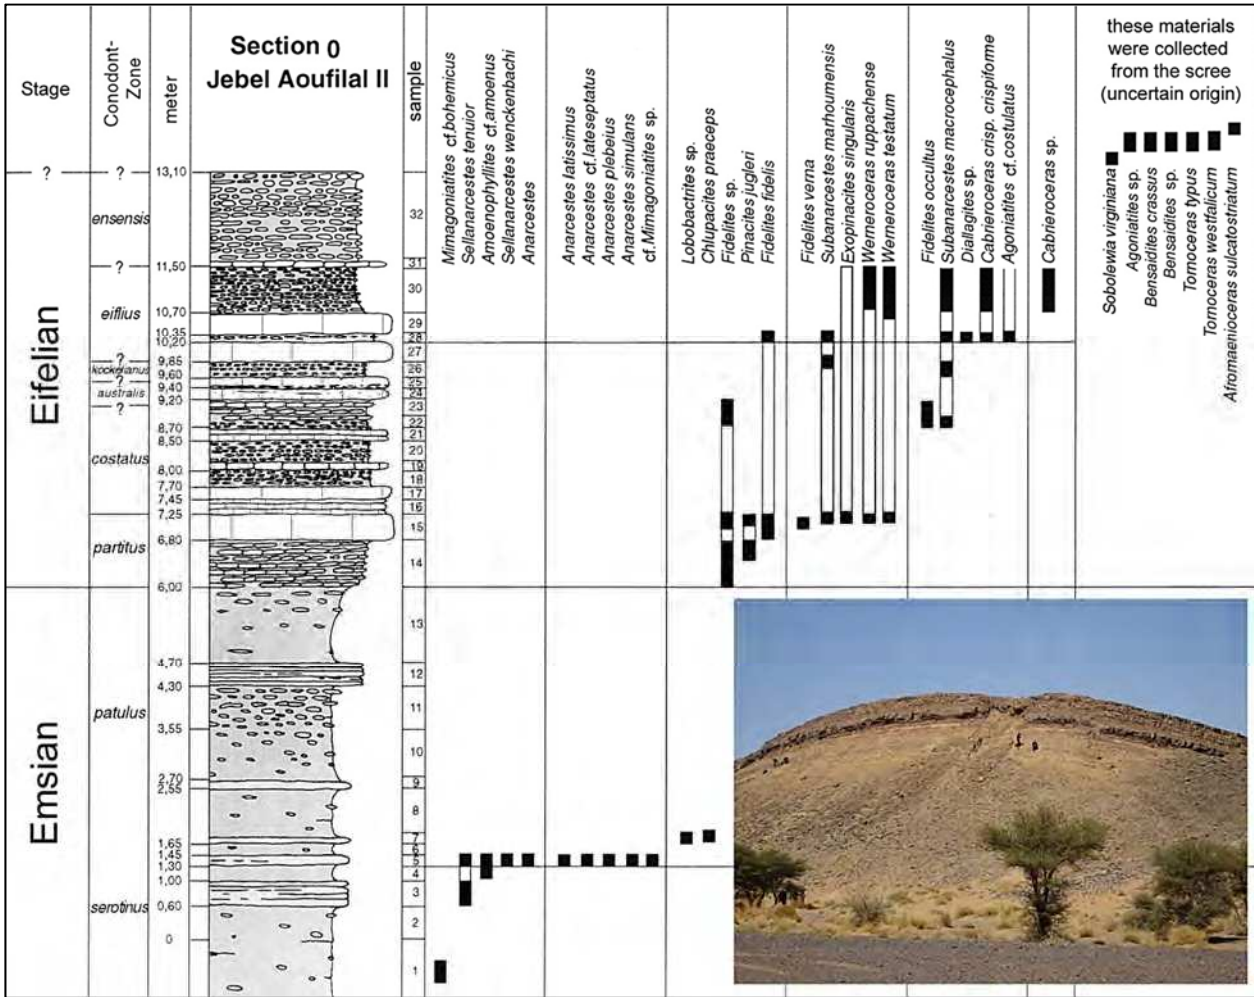 Stage
Conodont-
Zone
meter
Section 0
Jebel Aoufilal II
sample
Mimagoniatites cf.bohemicus
Sellanarcestes tenuior
Amoenophyllites cf.amoenus
Sellanarcestes wenckenbachi
Anarcestes
Anarcestes latissimus
Anarcestes cf.lateseptatus
Anarcestes plebeius
Anarcestes simulans
cf.Mimagoniatites sp.
Lobobactrites sp.
Chlupacites praeceps
Fidelites sp.
Pinacites jugleri
Fidelites fidelis
Fidelites verna
Subanarcestes marhoumensis
Exopinacites singularis
Werneroceras ruppachense
Werneroceras testatum
Fidelites occultus
Subanarcestes macrocephalus
Diallagites sp.
Cabrieroceras crisp. crispiforme
Agoniatites cf.costulatus
Cabrieroceras sp.
these materials
were collected
from the scree
(uncertain origin)
Sobolewia virginiana
Agoniatites sp.
Bensaidites crassus
Bensaidites sp.
Tornoceras typus
Tornoceras westfalicum
Afromaenioceras sulcatostriatum
Eifelian
Emsian
?
?
ensensis
?
eiflius
?
kockelianus
?
australis
?
costatus
partitus
patulus
serotinus
13,10
11,50
10,70
10,35
10,20
9,85
9,60
9,40
9,20
8,70
8,50
8,00
7,70
7,45
7,25
6,80
6,00
4,70
4,30
3,55
2,70
2,55
1,65
1,45
1,30
1,00
0,60
0
32
31
30
29
28
27
26
25
24
23
22
21
20
19
18
17
16
15
14
13
12
11
10
9
8
7
6
5
4
3
2
1